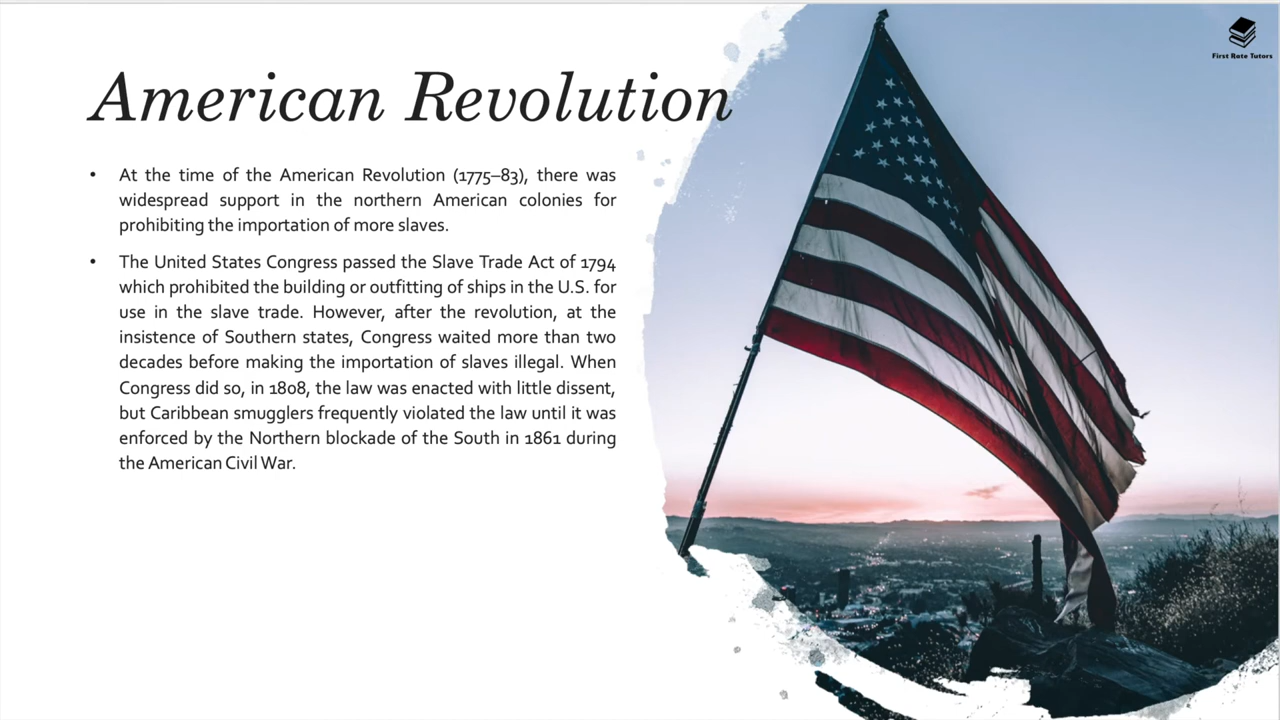 First Rate Tutors
American Revolution
• At the time of the American Revolution (1775–83), there was
widespread support in the northern American colonies for
prohibiting the importation of more slaves.
• The United States Congress passed the Slave Trade Act of 1794
which prohibited the building or outfitting of ships in the U.S. for
use in the slave trade. However, after the revolution, at the
insistence of Southern states, Congress waited more than two
decades before making the importation of slaves illegal. When
Congress did so, in 1808, the law was enacted with little dissent,
but Caribbean smugglers frequently violated the law until it was
enforced by the Northern blockade of the South in 1861 during
the American Civil War.